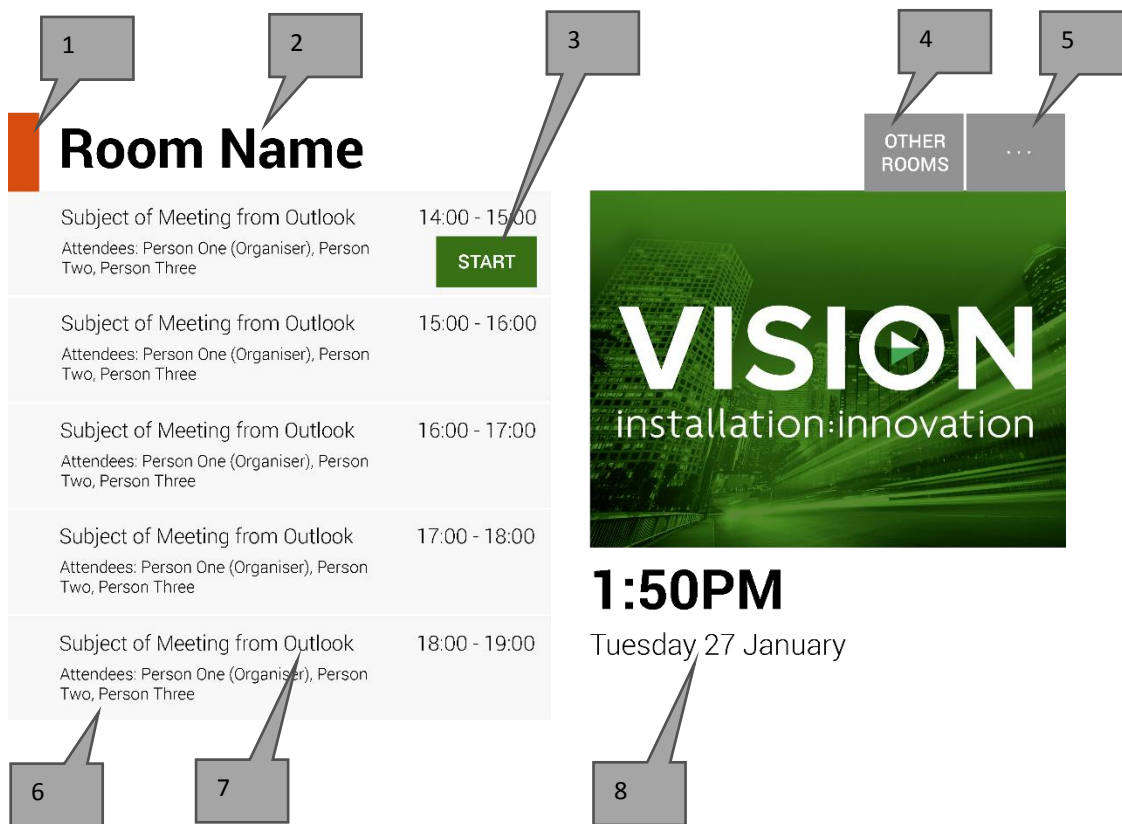 1
2
3
4
5
Room Name
OTHER
ROOMS
...
Subject of Meeting from Outlook
14:00 - 15:00
Attendees: Person One (Organiser), Person
Two, Person Three
START
Subject of Meeting from Outlook
15:00 - 16:00
Attendees: Person One (Organiser), Person
Two, Person Three
Subject of Meeting from Outlook
16:00 - 17:00
Attendees: Person One (Organiser), Person
Two, Person Three
Subject of Meeting from Outlook
17:00 - 18:00
Attendees: Person One (Organiser), Person
Two, Person Three
Subject of Meeting from Outlook
18:00 - 19:00
Attendees: Person One (Organiser), Person
Two, Person Three
VISION
installation:innovation
1:50PM
Tuesday 27 January
6
7
8